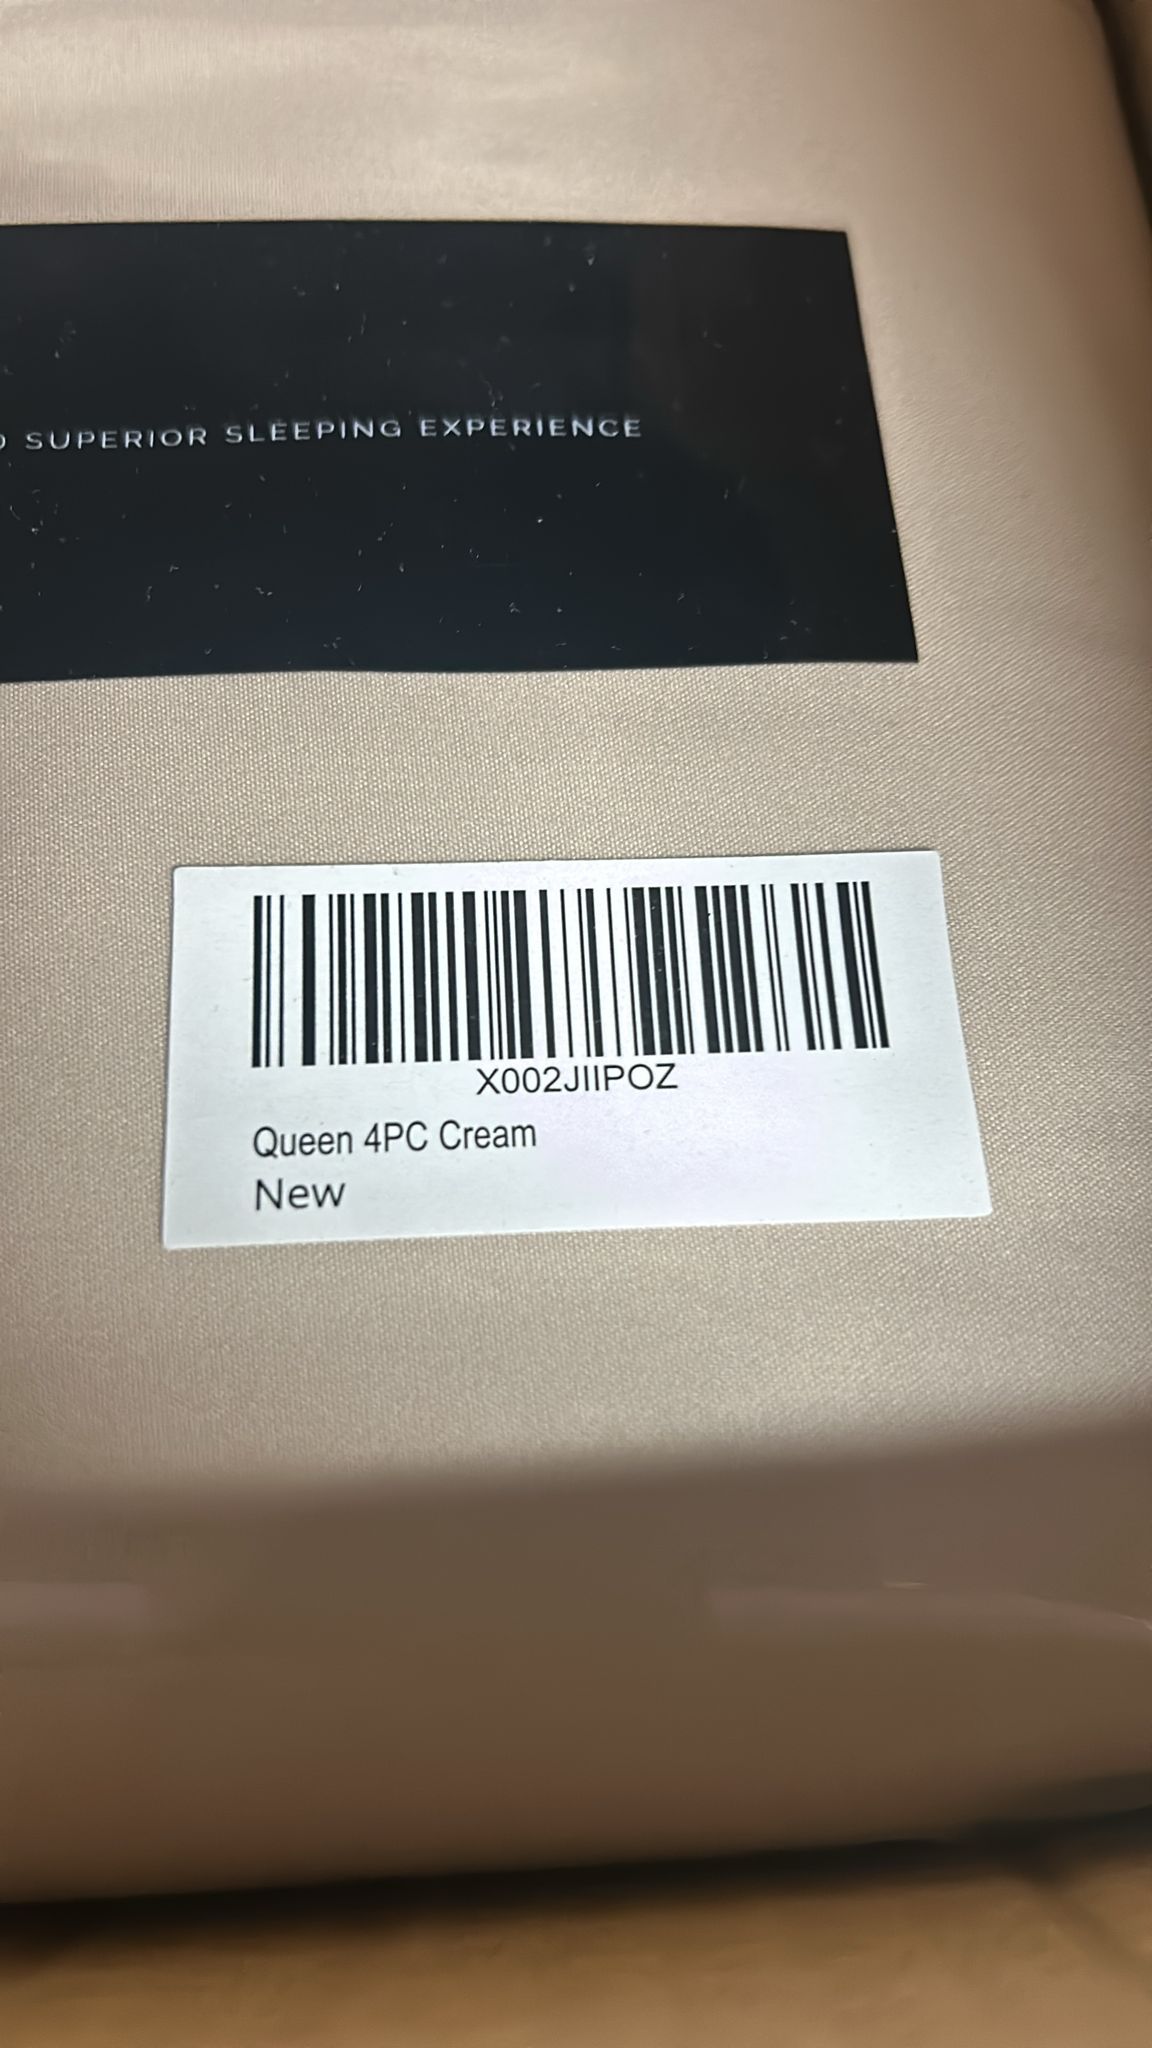 SUPERIOR SLEEPING EXPERIENCE
X002JIIPOZ
Queen 4PC Cream
New